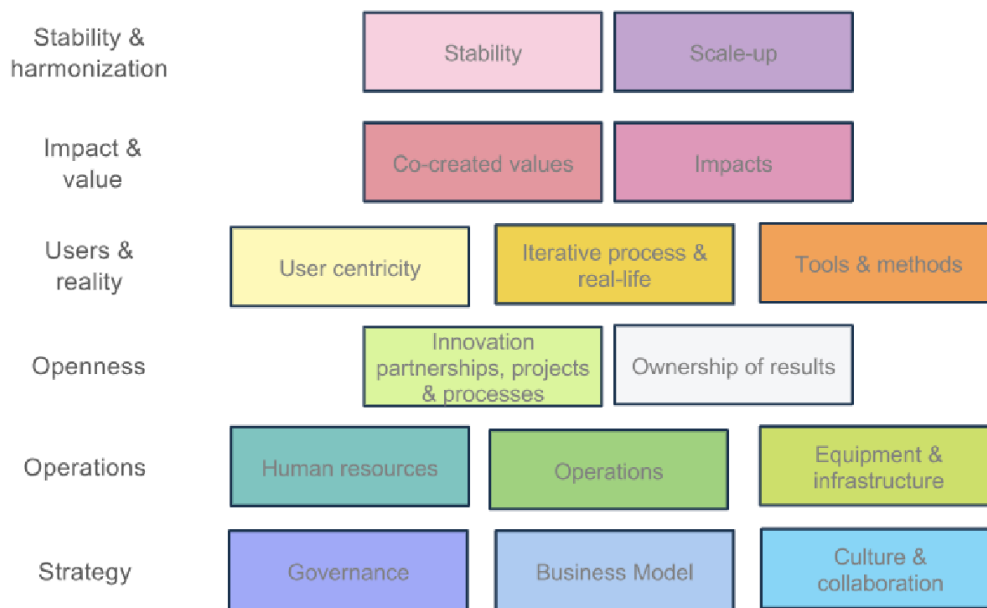 Stability &
harmonization
Stability
Scale-up
Impact &
value
Co-created values
Impacts
Users &
reality
User centricity
Iterative process &
real-life
Tools & methods
Openness
Innovation
partnerships, projects
& processes
Ownership of results
Operations
Human resources
Operations
Equipment &
infrastructure
Strategy
Governance
Business Model
Culture &
collaboration